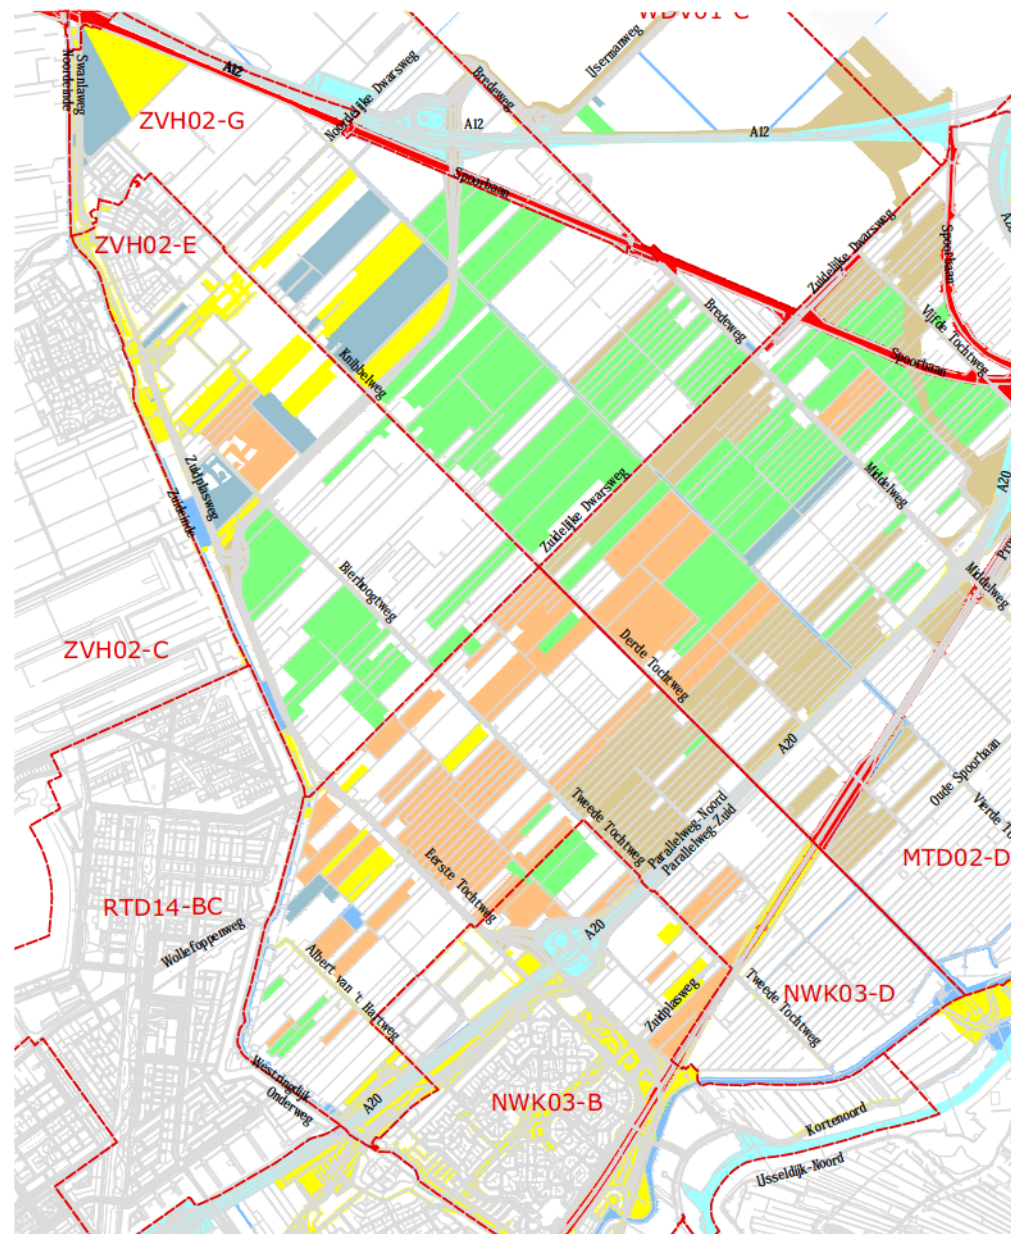 WDV01-C
Noordeinde
Swanlaweg
A12
Noordelijke Dwarsweg
Bredeweg
IJsermanweg
A12
A12
ZVH02-G
Spoorbaan
ZVH02-E
Zuidelijke Dwarsweg
Spoorbaan
Bredeweg
Vijfde Tochtweg
Spoorbaan
Knibbelweg
Zuidplasweg
Zuideinde
Zuidelijke Dwarsweg
Middelweg
A20
Bierhoogtweg
Middelweg
ZVH02-C
Derde Tochtweg
A20
Oude Spoorbaan
Tweede Tochtweg
Parallelweg-Noord
Parallelweg-Zuid
MTD02-D
Eerste Tochtweg
RTD14-BC
Wollefoppenweg
A20
Albert van 't Hartweg
Zuidplasweg
Tweede Tochtweg
NWK03-D
Westringdijk
Onderweg
A20
NWK03-B
Kortenoord
IJsseldijk-Noord